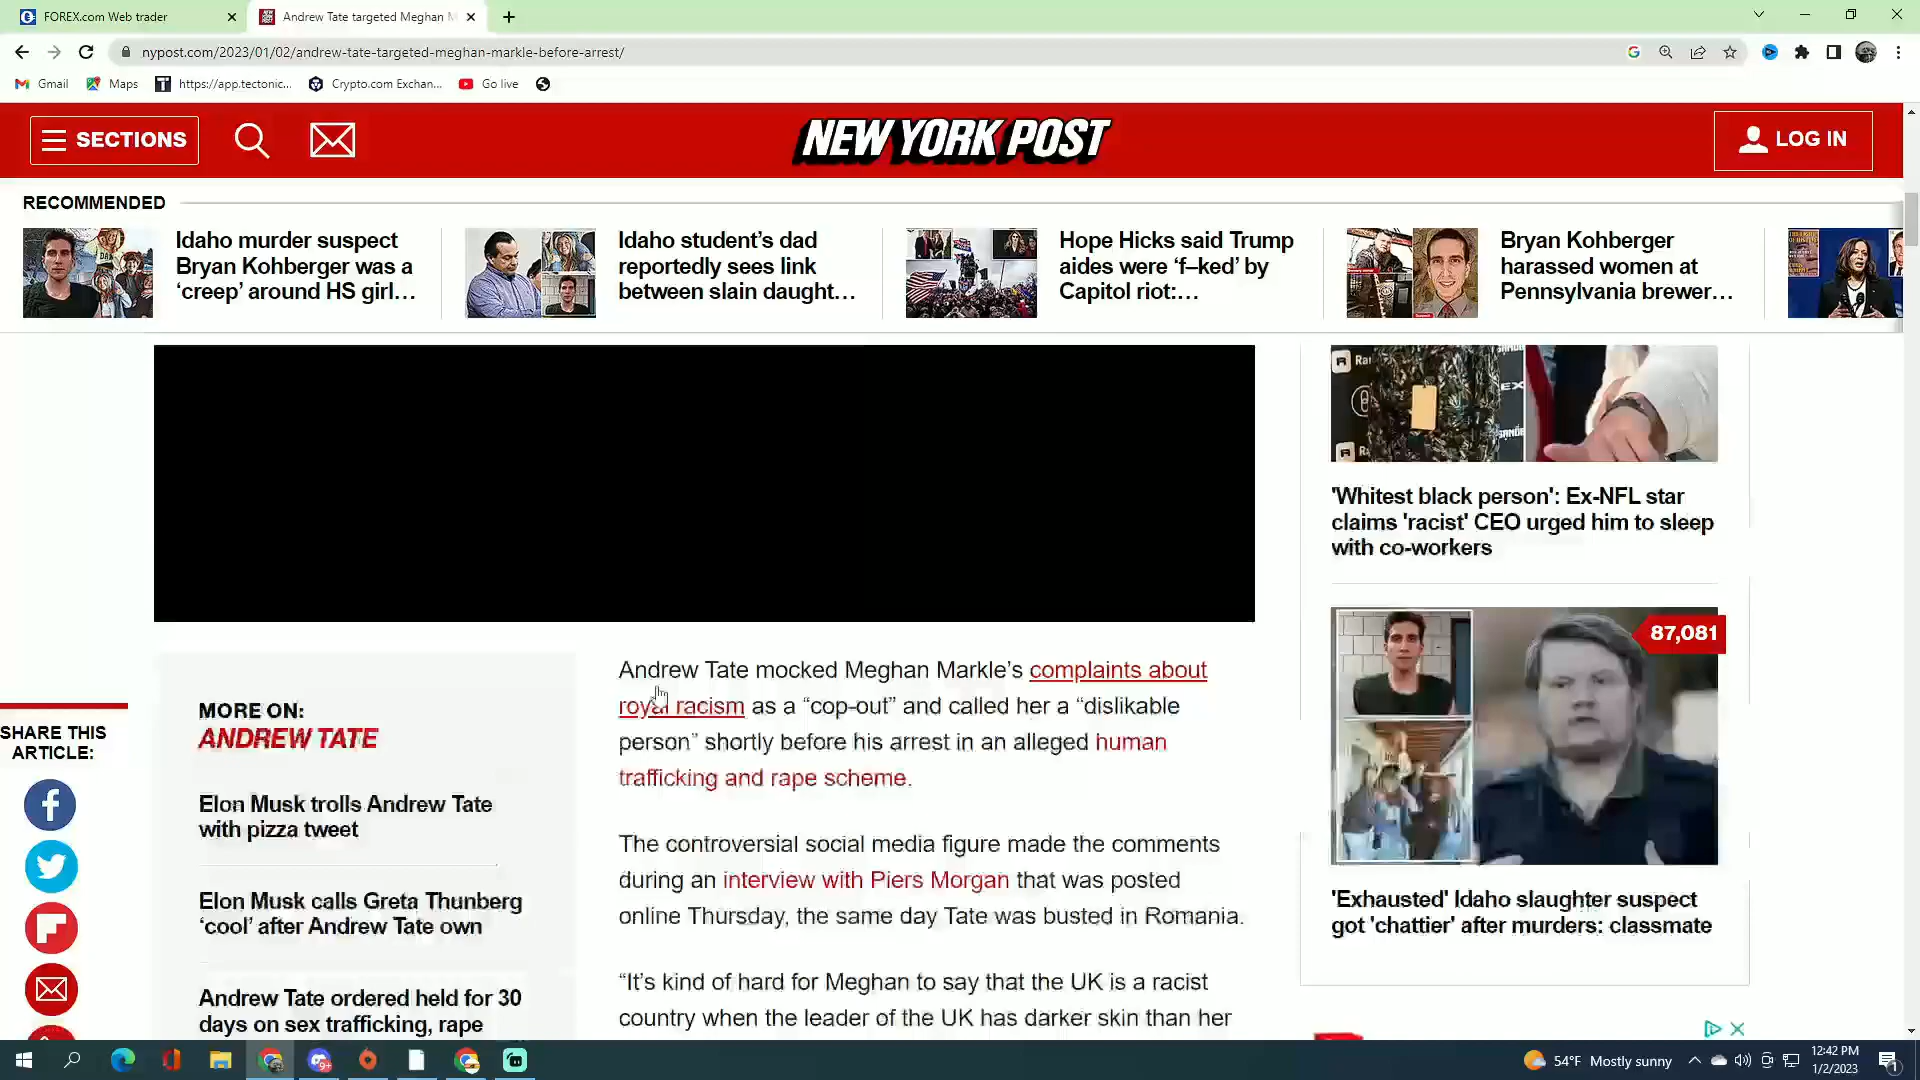 FOREX.com Web trader
Andrew Tate targeted Meghan M
nypost.com/2023/01/02/andrew-tate-targeted-meghan-markle-before-arrest/
Gmail
Maps
https://app.tectonic...
Crypto.com Exchan...
Go live
SECTIONS
NEW YORK POST
LOG IN
RECOMMENDED
Idaho murder suspect
Bryan Kohberger was a
‘creep’ around HS girl...
Idaho student’s dad
reportedly sees link
between slain daught...
Hope Hicks said Trump
aides were ‘f–ked’ by
Capitol riot:...
Bryan Kohberger
harassed women at
Pennsylvania brewer...
'Whitest black person': Ex-NFL star
claims 'racist' CEO urged him to sleep
with co-workers
87,081
'Exhausted' Idaho slaughter suspect
got 'chattier' after murders: classmate
SHARE THIS
ARTICLE:
MORE ON:
ANDREW TATE
Elon Musk trolls Andrew Tate
with pizza tweet
Elon Musk calls Greta Thunberg
‘cool’ after Andrew Tate own
Andrew Tate ordered held for 30
days on sex trafficking, rape
Andrew Tate mocked Meghan Markle’s complaints about
royal racism as a “cop-out” and called her a “dislikable
person” shortly before his arrest in an alleged human
trafficking and rape scheme.
The controversial social media figure made the comments
during an interview with Piers Morgan that was posted
online Thursday, the same day Tate was busted in Romania.
“It’s kind of hard for Meghan to say that the UK is a racist
country when the leader of the UK has darker skin than her
54°F Mostly sunny
12:42 PM
1/2/2023